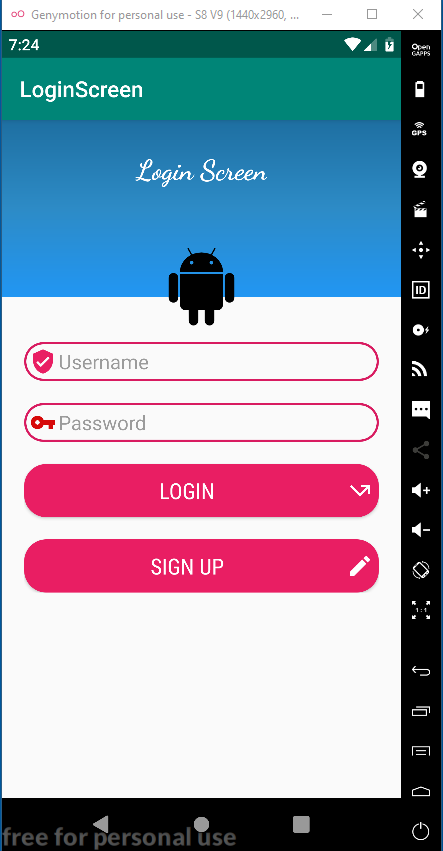 Genymotion for personal use - S8 V9 (1440x2960, ...
7:24
Open
GAPPS
LoginScreen
GPS
Login Screen
ID
Username
Password
LOGIN
SIGN UP
1:1
free for personal use